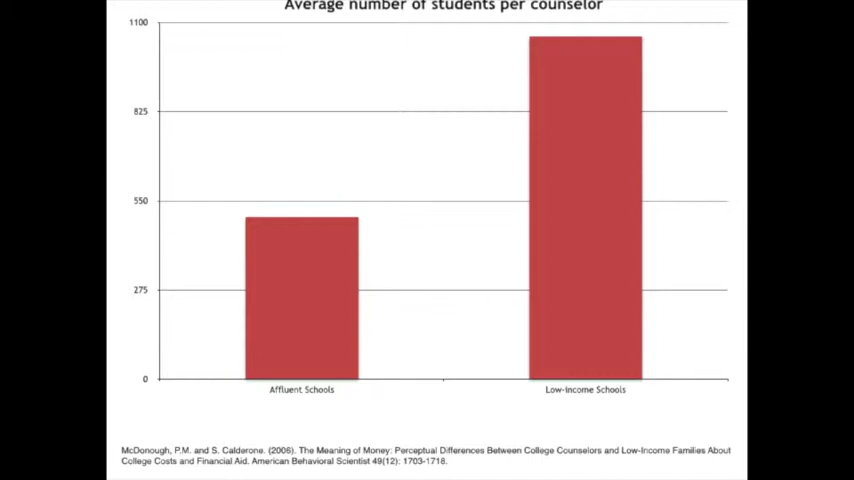 Average number of students per counselor
1100
825
550
275
0
Affluent Schools
Low-income Schools
McDonough, P.M. and S. Calderone. (2006). The Meaning of Money: Perceptual Differences Between College Counselors and Low-Income Families About
College Costs and Financial Aid. American Behavioral Scientist 49(12): 1703-1718.